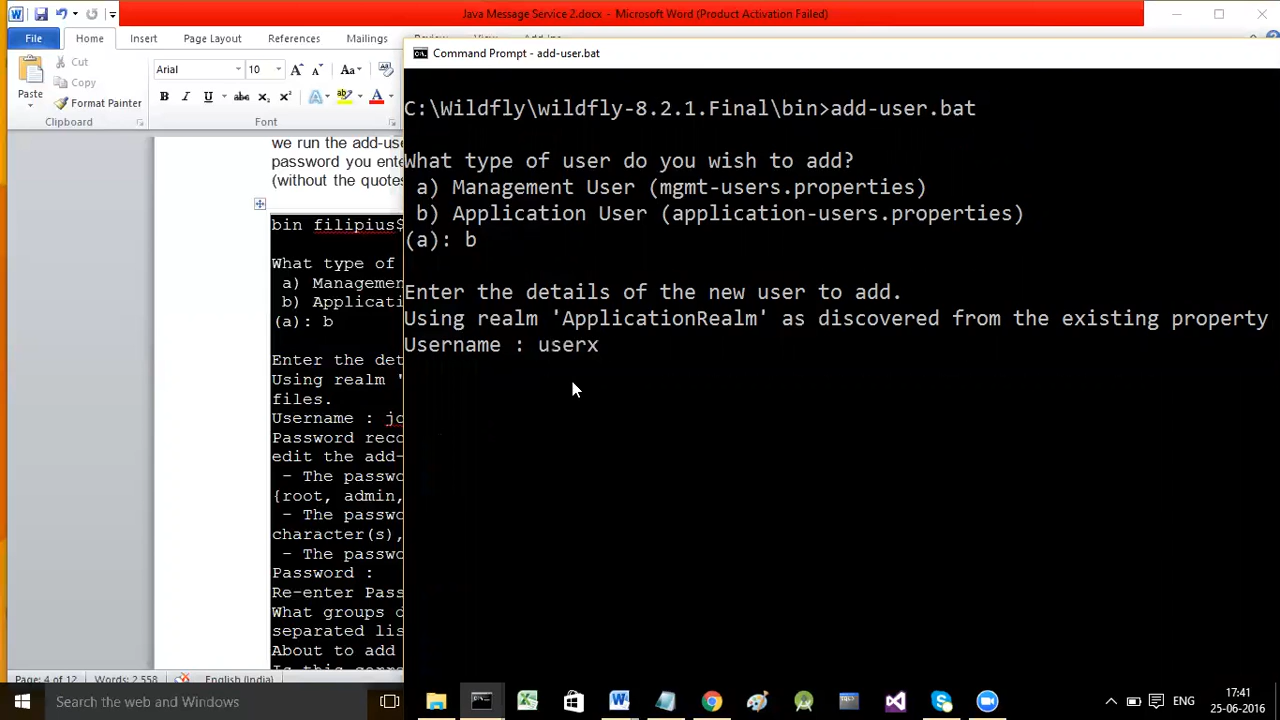 Java Message Service 2.docx - Microsoft Word (Product Activation Failed)
File Home Insert Page Layout References Mailings
Cut
Copy
Paste
Format Painter
Clipboard
Arial 10
Font
we run the add-use
password you ente
(without the quotes
bin filipius$
What type of
a) Managemen
b) Applicati
(a): b
Enter the det
Using realm '
files.
Username : jo
Password reco
edit the add-
- The passwo
{root, admin,
- The passwo
character(s),
- The passwo
Password :
Re-enter Pass
What groups d
separated lis
About to add
Page: 4 of 12 Words: 2,558 English (India)
Command Prompt - add-user.bat
C:\Wildfly\wildfly-8.2.1.Final\bin>add-user.bat
What type of user do you wish to add?
a) Management User (mgmt-users.properties)
b) Application User (application-users.properties)
(a): b
Enter the details of the new user to add.
Using realm 'ApplicationRealm' as discovered from the existing property
Username : userx
Search the web and Windows
ENG
17:41
25-06-2016